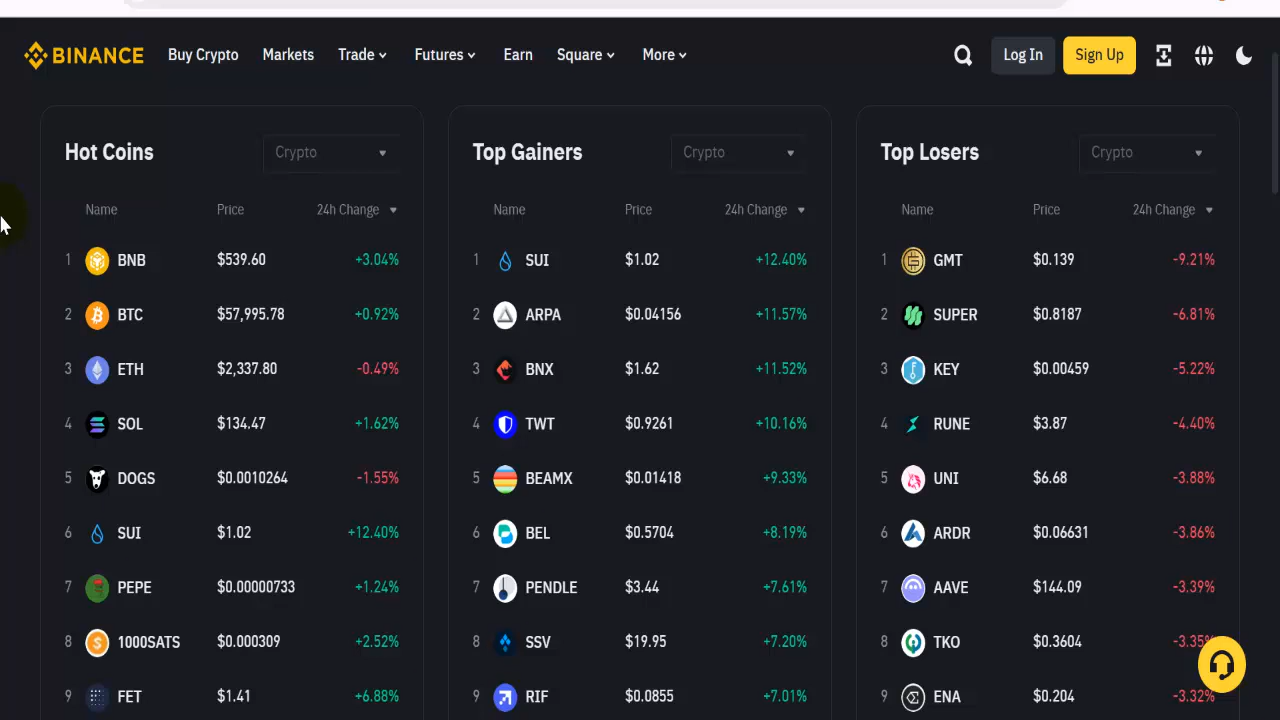 BINANCE Buy Crypto Markets Trade Futures Earn Square More Log In Sign Up
Hot Coins Crypto
Name Price 24h Change
1 BNB $539.60 +3.04%
2 BTC $57,995.78 +0.92%
3 ETH $2,337.80 -0.49%
4 SOL $134.47 +1.62%
5 DOGS $0.0010264 -1.55%
6 SUI $1.02 +12.40%
7 PEPE $0.00000733 +1.24%
8 1000SATS $0.000309 +2.52%
9 FET $1.41 +6.88%
Top Gainers Crypto
Name Price 24h Change
1 SUI $1.02 +12.40%
2 ARPA $0.04156 +11.57%
3 BNX $1.62 +11.52%
4 TWT $0.9261 +10.16%
5 BEAMX $0.01418 +9.33%
6 BEL $0.5704 +8.19%
7 PENDLE $3.44 +7.61%
8 SSV $19.95 +7.20%
9 RIF $0.0855 +7.01%
Top Losers Crypto
Name Price 24h Change
1 GMT $0.139 -9.21%
2 SUPER $0.8187 -6.81%
3 KEY $0.00459 -5.22%
4 RUNE $3.87 -4.40%
5 UNI $6.68 -3.88%
6 ARDR $0.06631 -3.86%
7 AAVE $144.09 -3.39%
8 TKO $0.3604 -3.35%
9 ENA $0.204 -3.32%